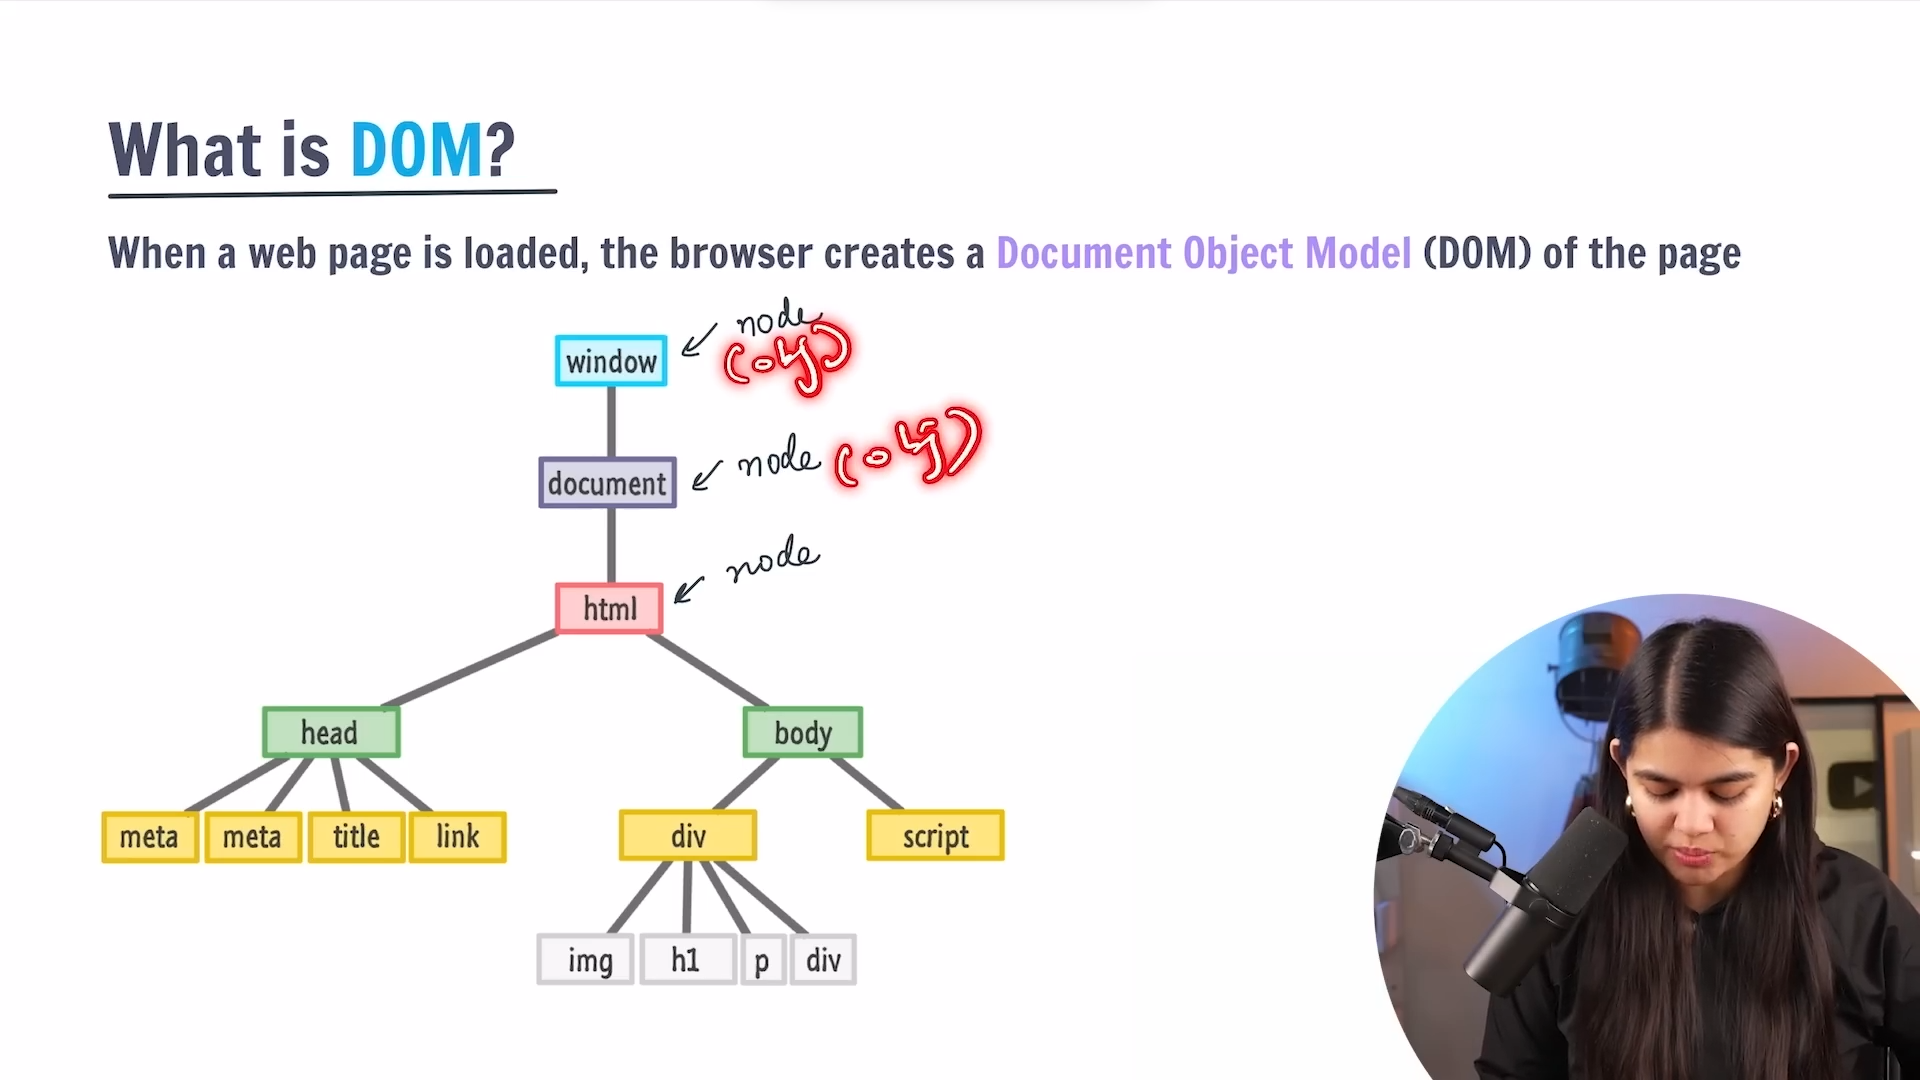 What is DOM?
When a web page is loaded, the browser creates a Document Object Model (DOM) of the page
node
window
(obj)
node (obj)
document
node
html
head
body
meta
meta
title
link
div
script
img
h1
p
div